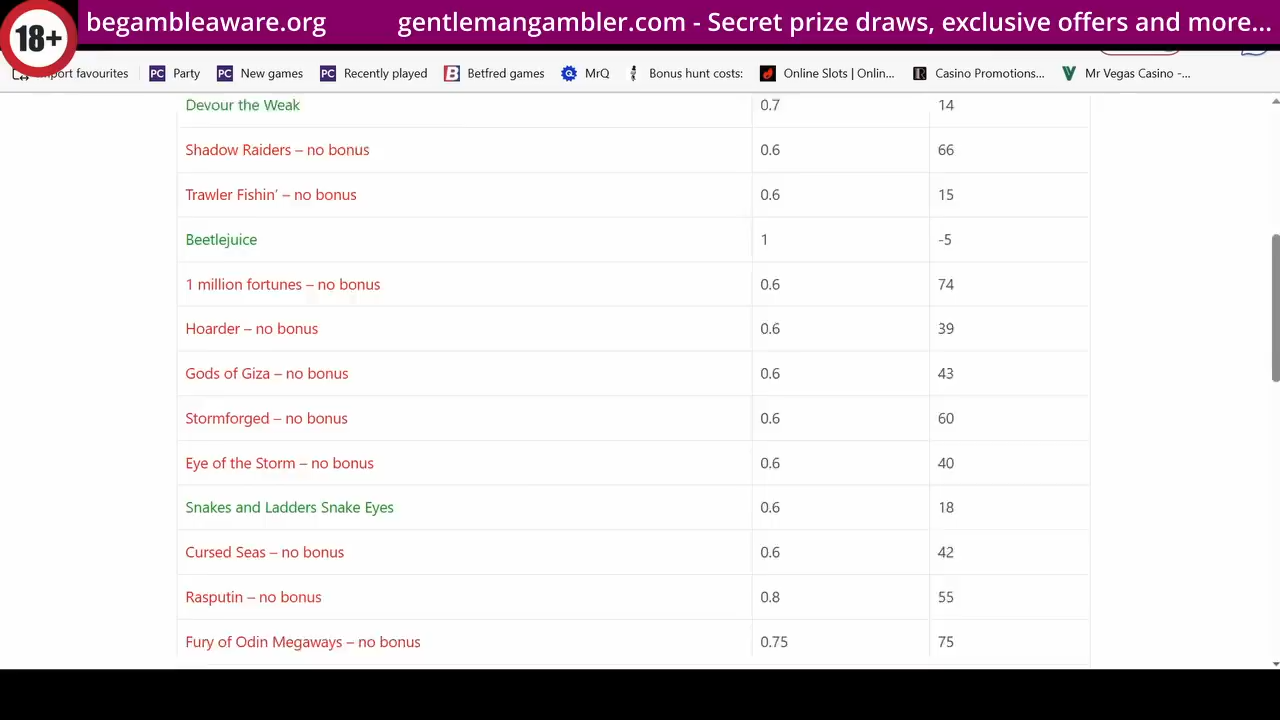 18+ begambleaware.org gentlemangambler.com - Secret prize draws, exclusive offers and more...
port favourites PC Party PC New games PC Recently played B Betfred games MrQ Bonus hunt costs: Online Slots | Onlin... Casino Promotions... Mr Vegas Casino -...
Devour the Weak 0.7 14
Shadow Raiders – no bonus 0.6 66
Trawler Fishin’ – no bonus 0.6 15
Beetlejuice 1 -5
1 million fortunes – no bonus 0.6 74
Hoarder – no bonus 0.6 39
Gods of Giza – no bonus 0.6 43
Stormforged – no bonus 0.6 60
Eye of the Storm – no bonus 0.6 40
Snakes and Ladders Snake Eyes 0.6 18
Cursed Seas – no bonus 0.6 42
Rasputin – no bonus 0.8 55
Fury of Odin Megaways – no bonus 0.75 75